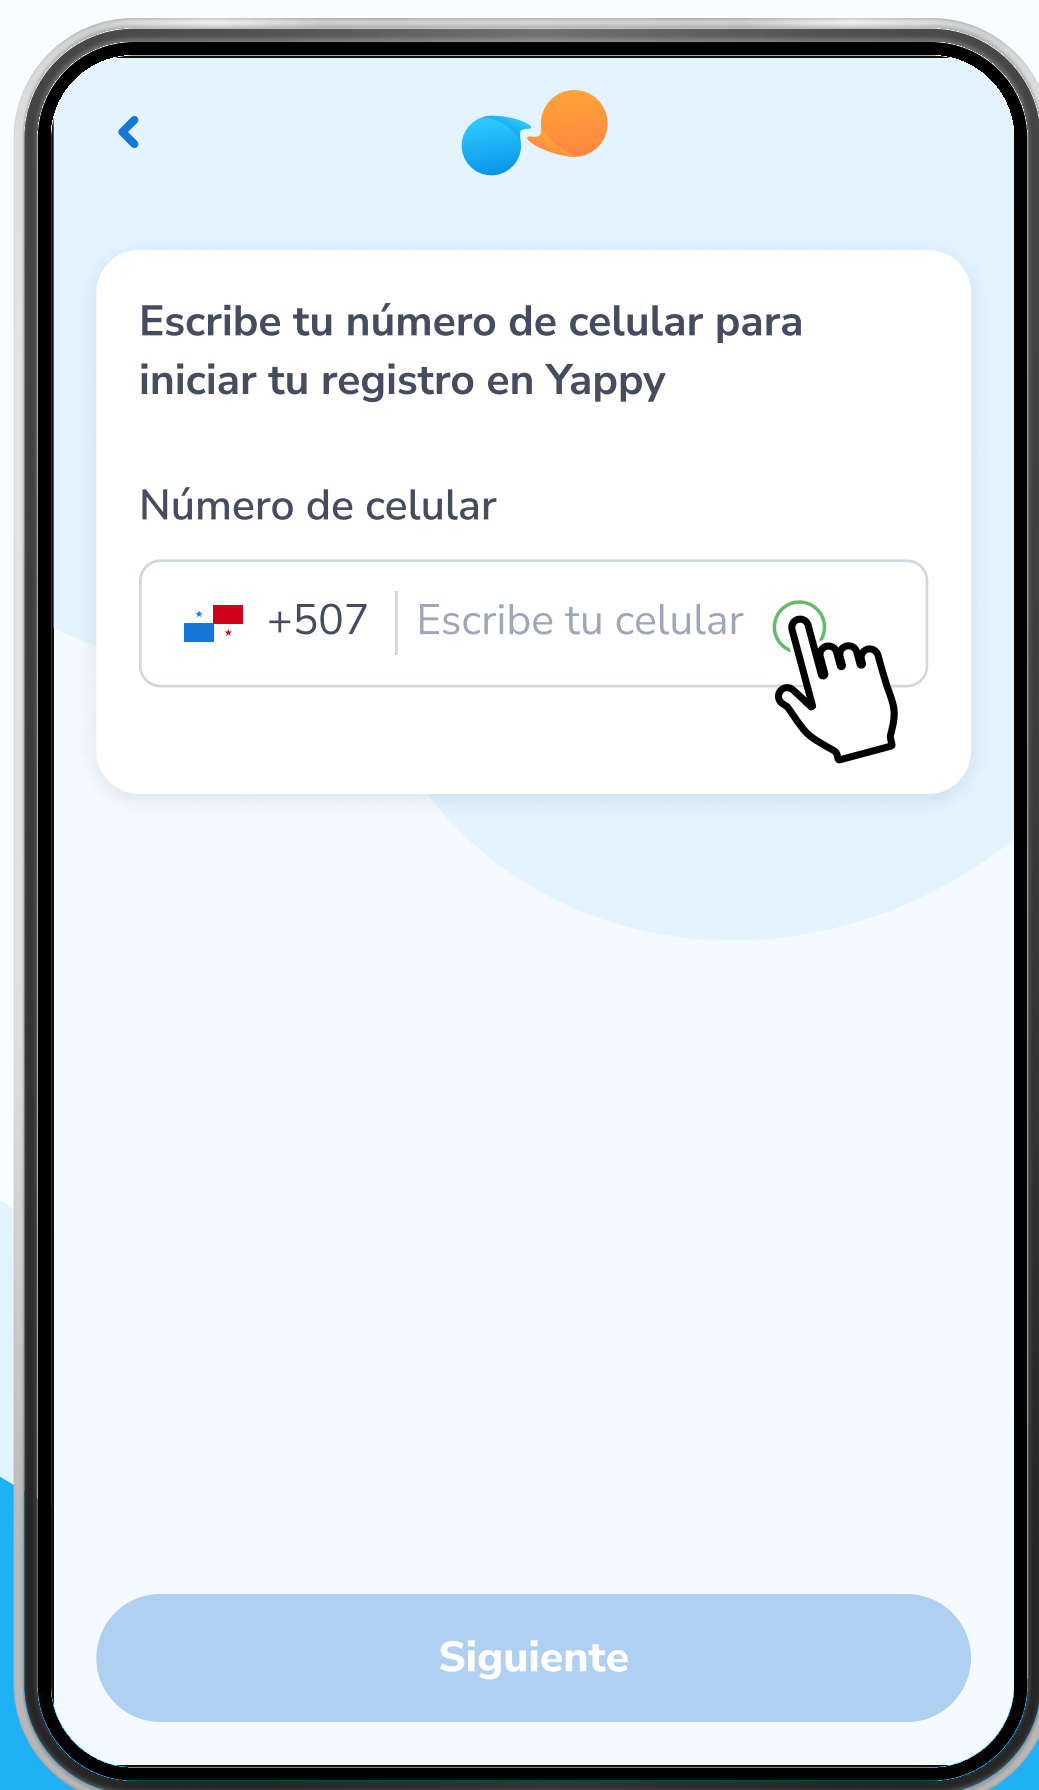 Escribe tu número de celular para
iniciar tu registro en Yappy
Número de celular
+507 Escribe tu celular
Siguiente